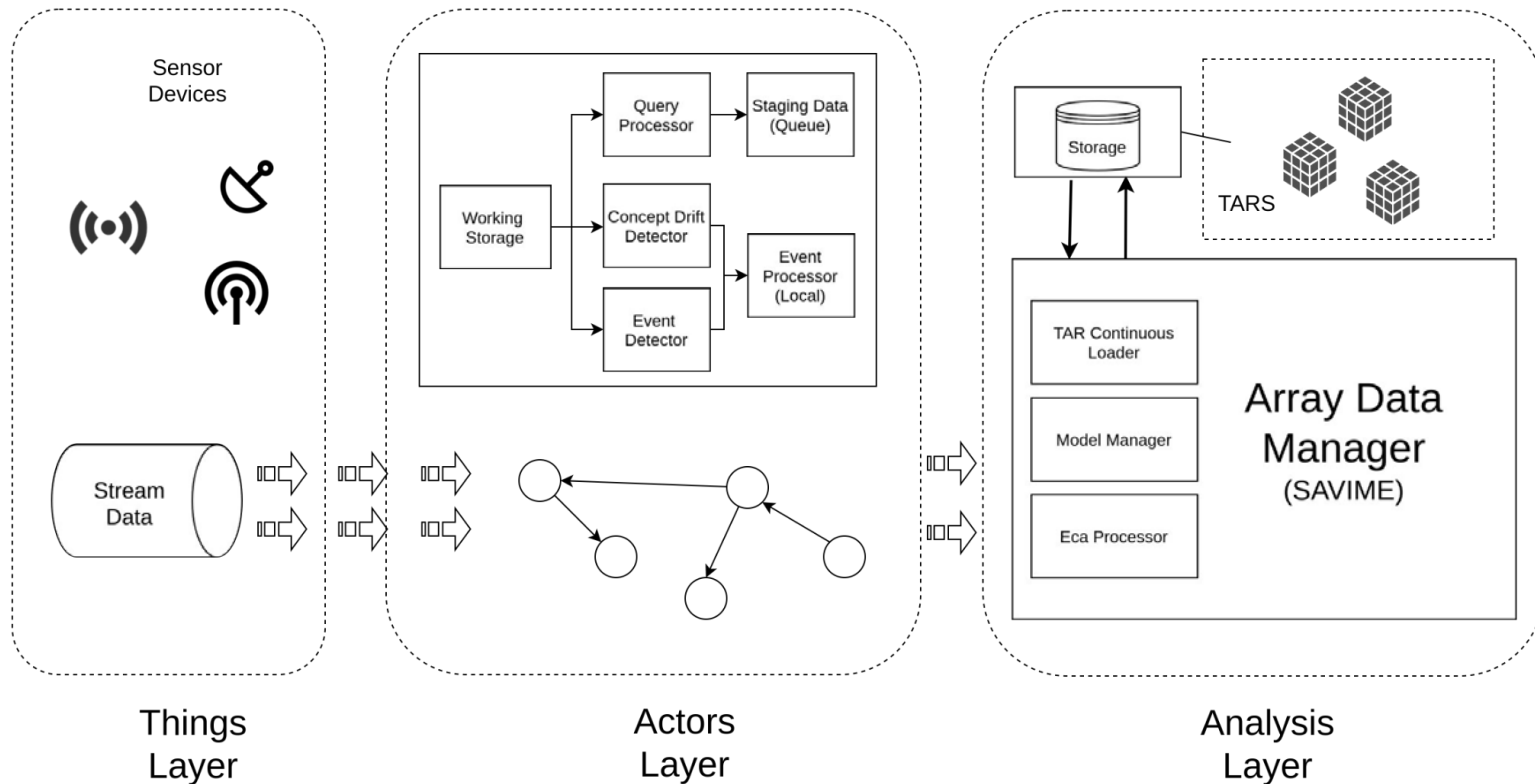 Sensor
Devices
Stream
Data
Things
Layer
Query
Processor
Staging Data
(Queue)
Working
Storage
Concept Drift
Detector
Event
Processor
(Local)
Event
Detector
Actors
Layer
Storage
TARS
TAR Continuous
Loader
Model Manager
Eca Processor
Array Data
Manager
(SAVIME)
Analysis
Layer